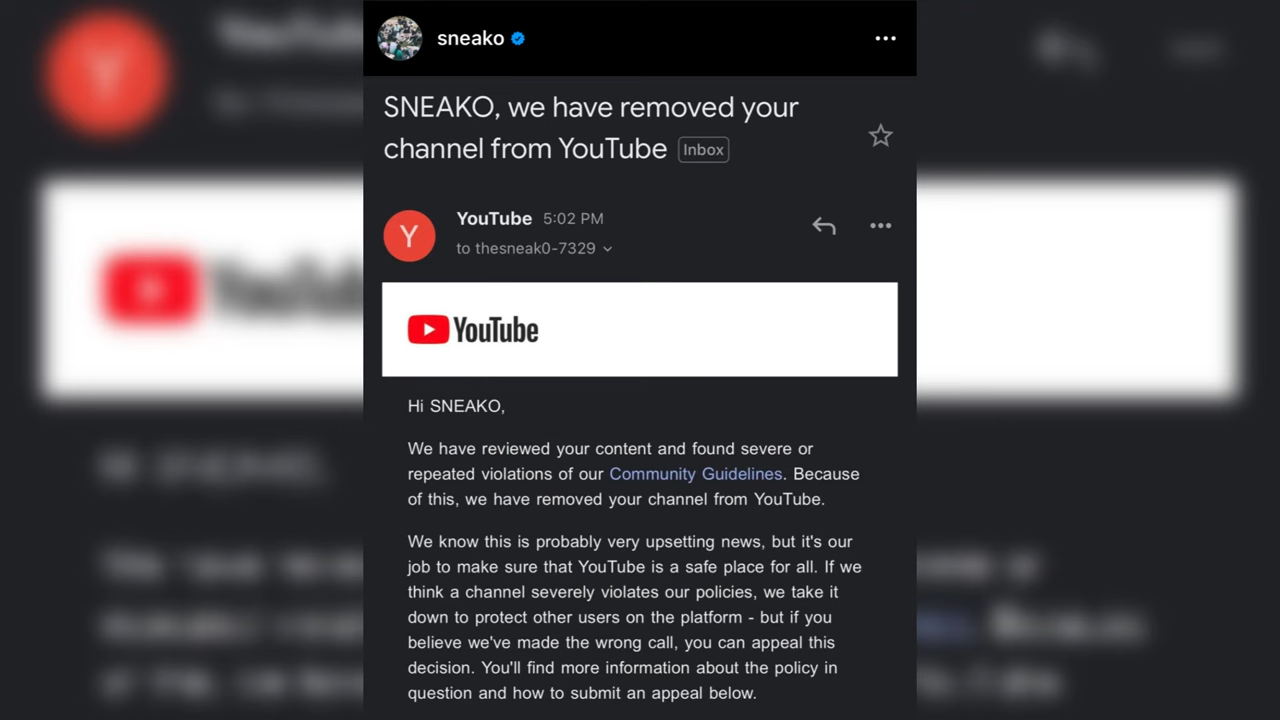 sneako
SNEAKO, we have removed your
channel from YouTube Inbox
YouTube 5:02 PM
Y
to thesneak0-7329
YouTube
Hi SNEAKO,
We have reviewed your content and found severe or
repeated violations of our Community Guidelines. Because
of this, we have removed your channel from YouTube.
We know this is probably very upsetting news, but it's our
job to make sure that YouTube is a safe place for all. If we
think a channel severely violates our policies, we take it
down to protect other users on the platform - but if you
believe we've made the wrong call, you can appeal this
decision. You'll find more information about the policy in
question and how to submit an appeal below.